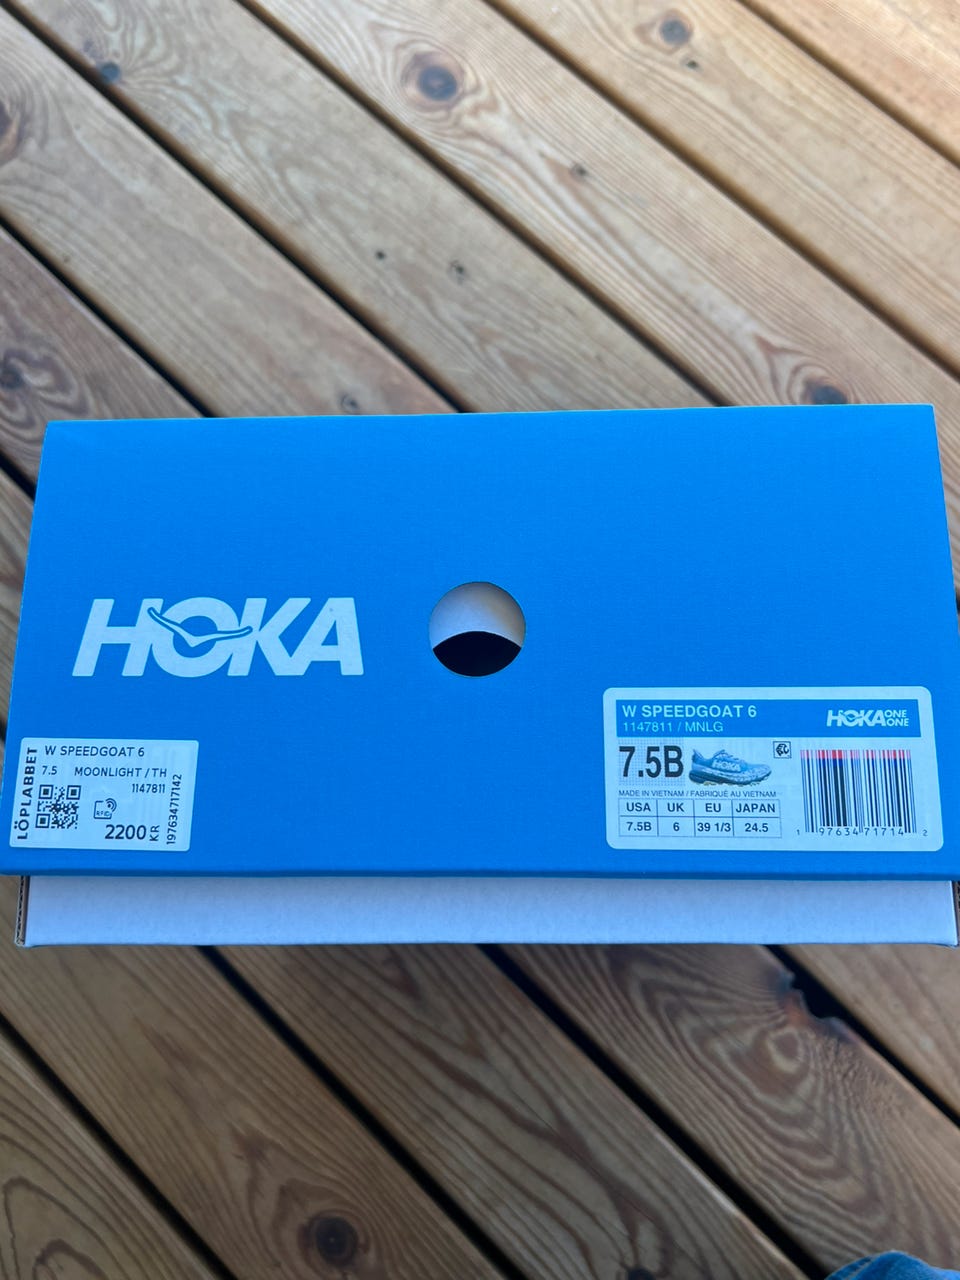 HOKA
LÖPLABBET
W SPEEDGOAT 6
7.5 MOONLIGHT / TH
1147811
RFID
2200 KR
197634717142
W SPEEDGOAT 6
1147811 / MNLG
HOKA ONE ONE
7.5B
HOKA
MADE IN VIETNAM / FABRIQUÉ AU VIETNAM
USA UK EU JAPAN
7.5B 6 39 1/3 24.5
1 97634 71714 2